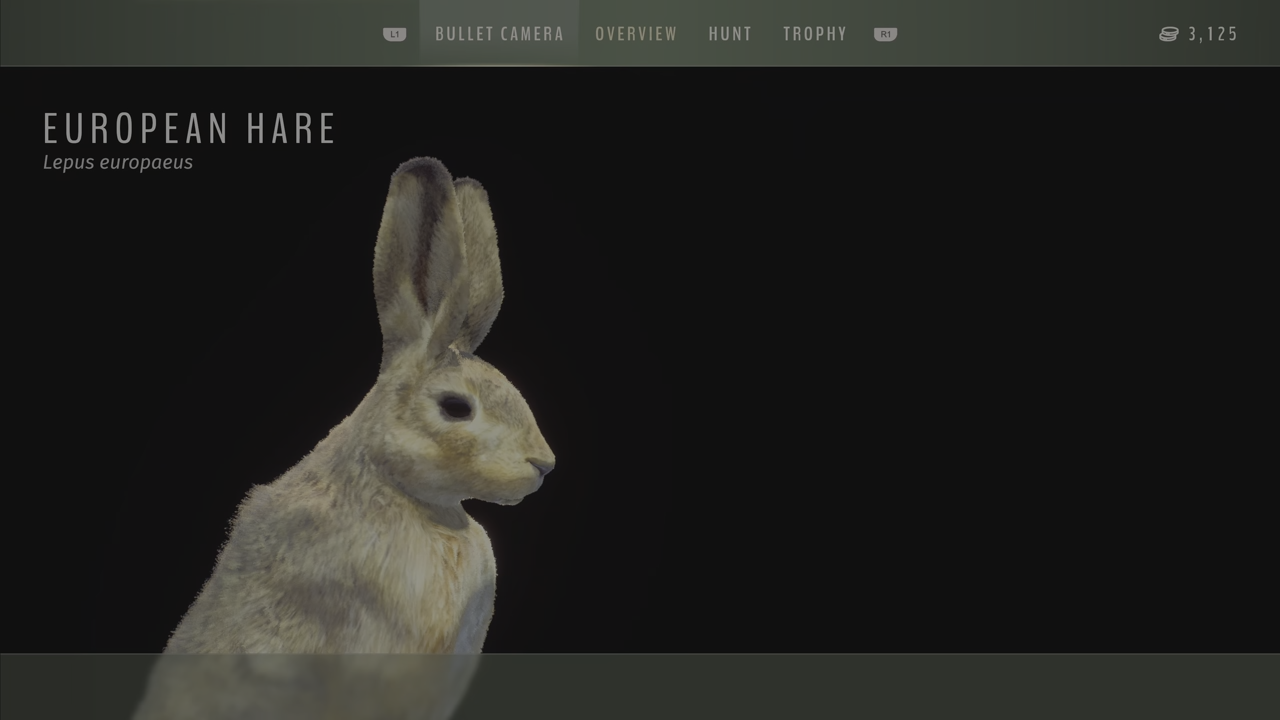 L1 BULLET CAMERA OVERVIEW HUNT TROPHY R1 3,125
EUROPEAN HARE
Lepus europaeus